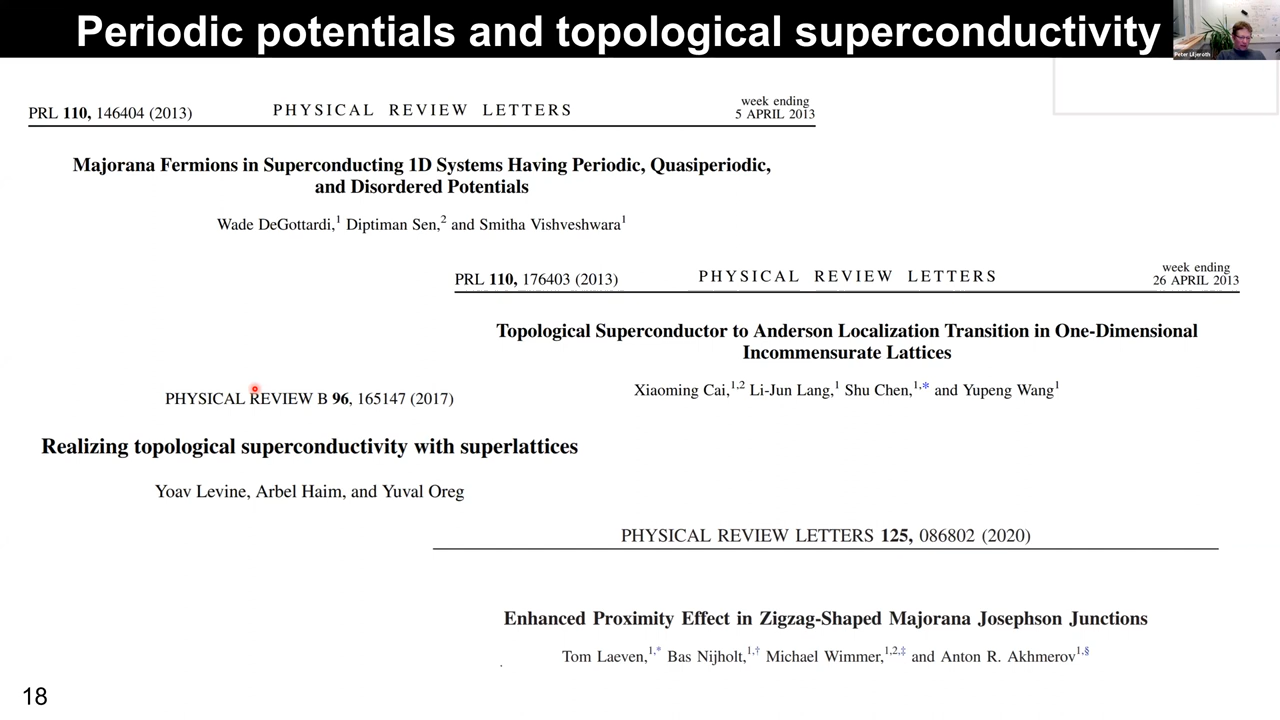 Periodic potentials and topological superconductivity
Peter Liljeroth
PRL 110, 146404 (2013)
PHYSICAL REVIEW LETTERS
week ending
5 APRIL 2013
Majorana Fermions in Superconducting 1D Systems Having Periodic, Quasiperiodic,
and Disordered Potentials
Wade DeGottardi,1 Diptiman Sen,2 and Smitha Vishveshwara1
PRL 110, 176403 (2013)
PHYSICAL REVIEW LETTERS
week ending
26 APRIL 2013
Topological Superconductor to Anderson Localization Transition in One-Dimensional
Incommensurate Lattices
Xiaoming Cai,1,2 Li-Jun Lang,1 Shu Chen,1,* and Yupeng Wang1
PHYSICAL REVIEW B 96, 165147 (2017)
Realizing topological superconductivity with superlattices
Yoav Levine, Arbel Haim, and Yuval Oreg
PHYSICAL REVIEW LETTERS 125, 086802 (2020)
Enhanced Proximity Effect in Zigzag-Shaped Majorana Josephson Junctions
Tom Laeven,1,* Bas Nijholt,1,† Michael Wimmer,1,2,‡ and Anton R. Akhmerov1,§
18